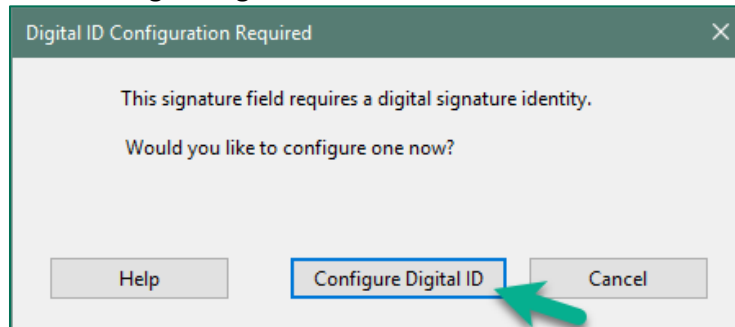 Digital ID Configuration Required
This signature field requires a digital signature identity.
Would you like to configure one now?
Help
Configure Digital ID
Cancel